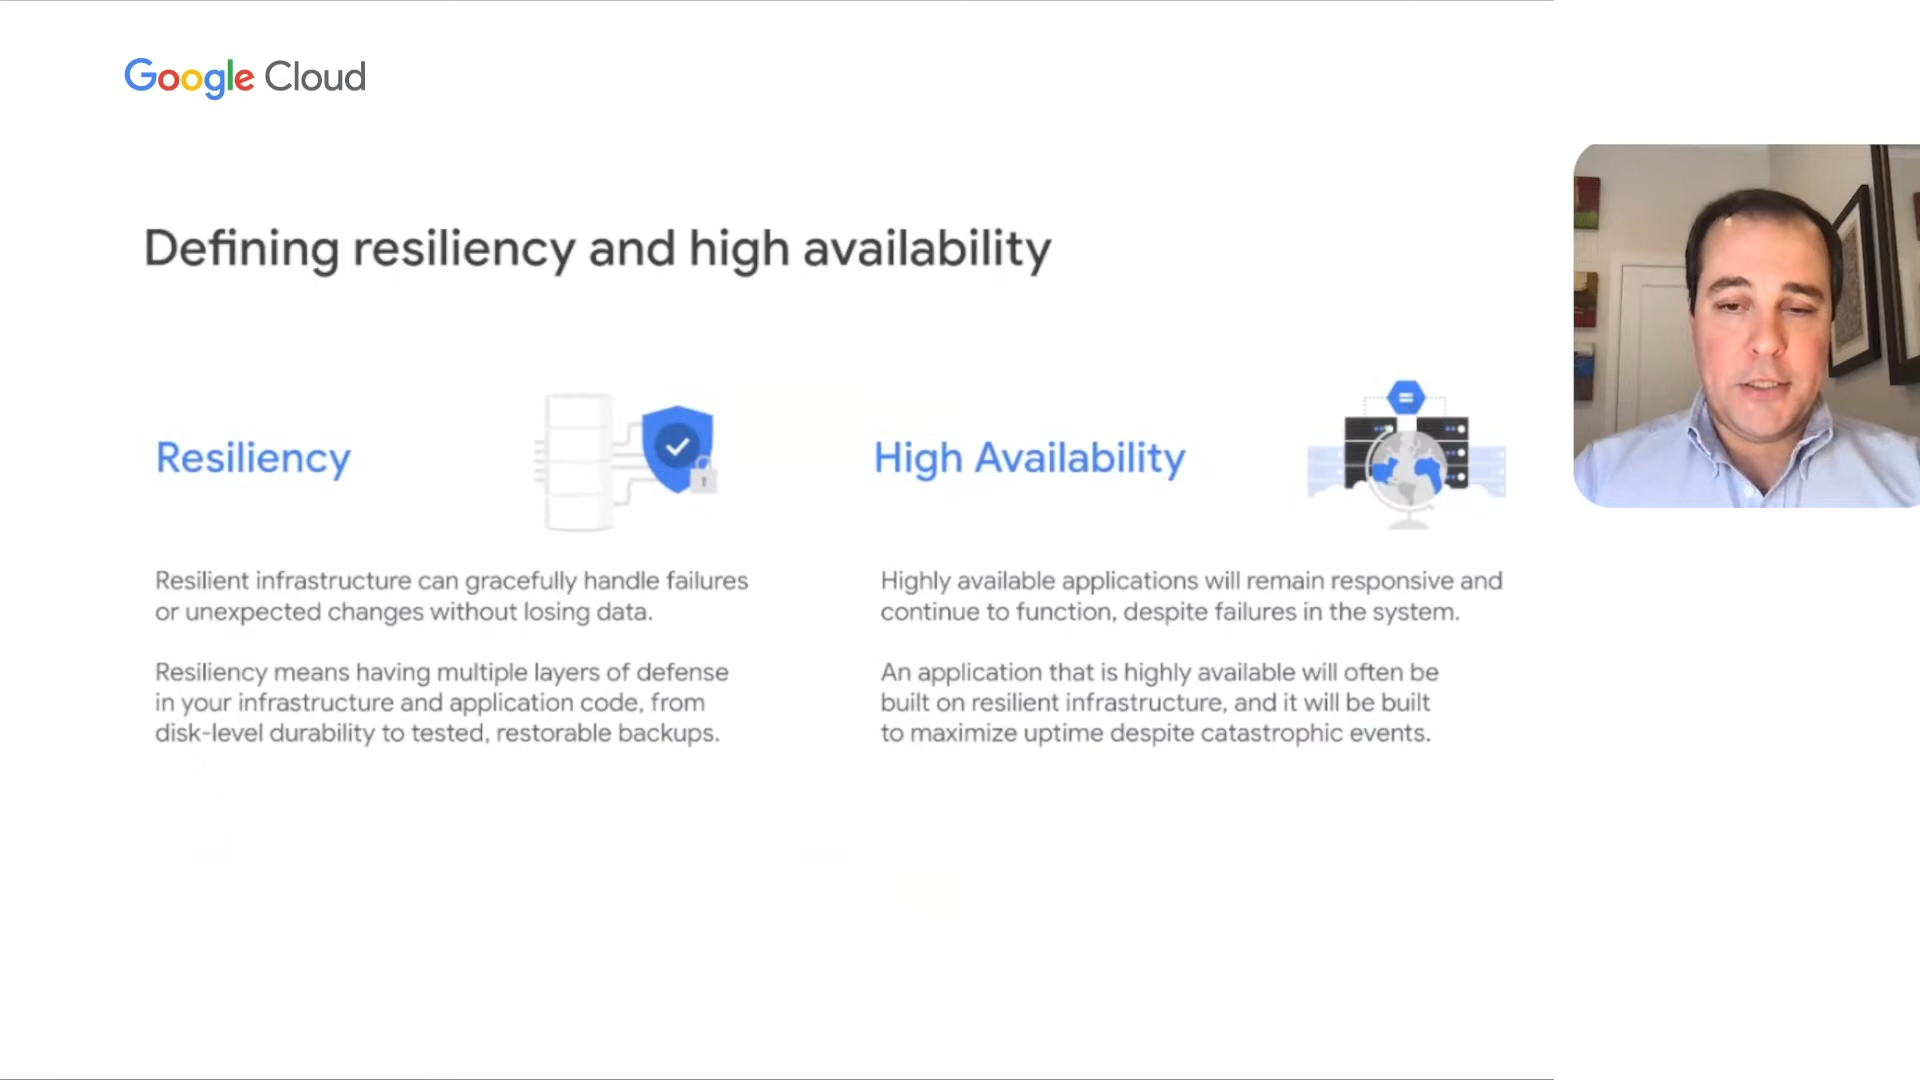 Google Cloud
Defining resiliency and high availability
Resiliency
Resilient infrastructure can gracefully handle failures
or unexpected changes without losing data.
Resiliency means having multiple layers of defense
in your infrastructure and application code, from
disk-level durability to tested, restorable backups.
High Availability
Highly available applications will remain responsive and
continue to function, despite failures in the system.
An application that is highly available will often be
built on resilient infrastructure, and it will be built
to maximize uptime despite catastrophic events.